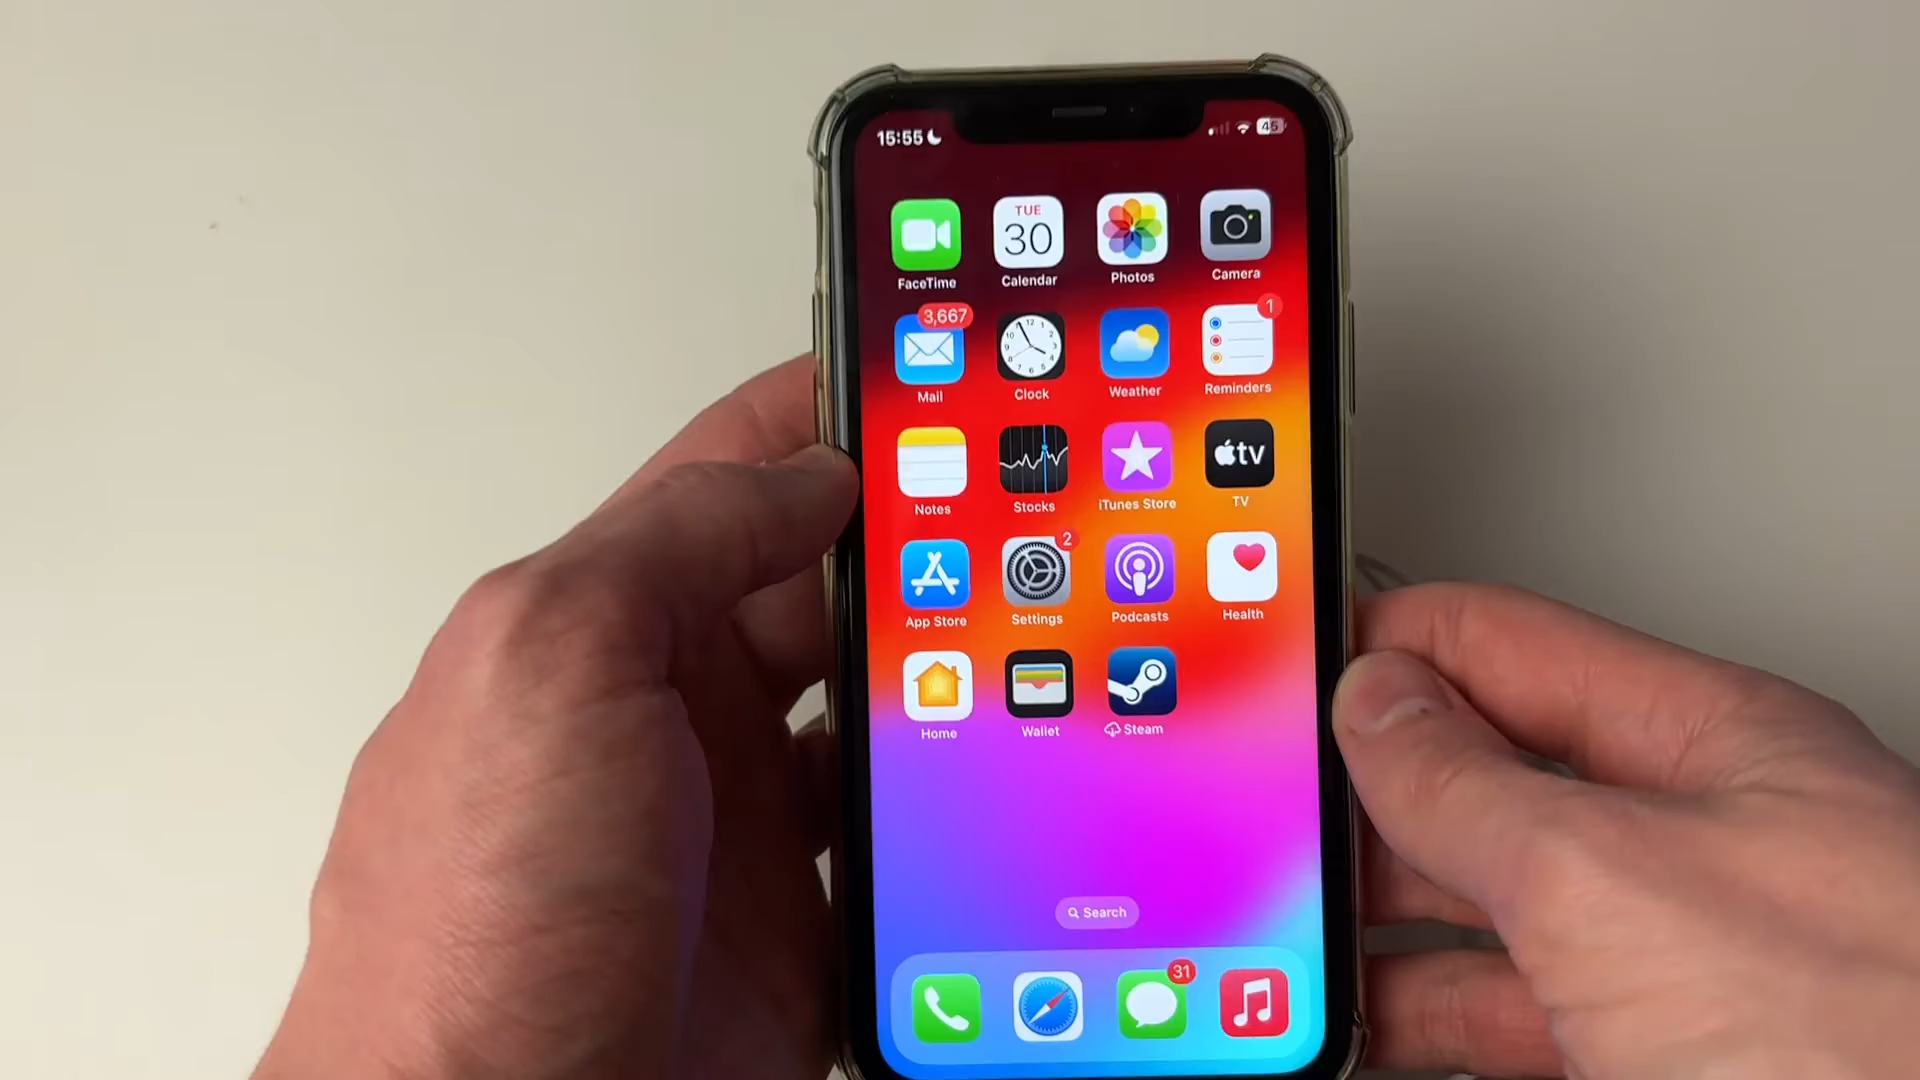 15:55
45
TUE
30
FaceTime
Calendar
Photos
Camera
3,667
1
Mail
Clock
Weather
Reminders
tv
Notes
Stocks
iTunes Store
TV
2
App Store
Settings
Podcasts
Health
Home
Wallet
Steam
Search
31